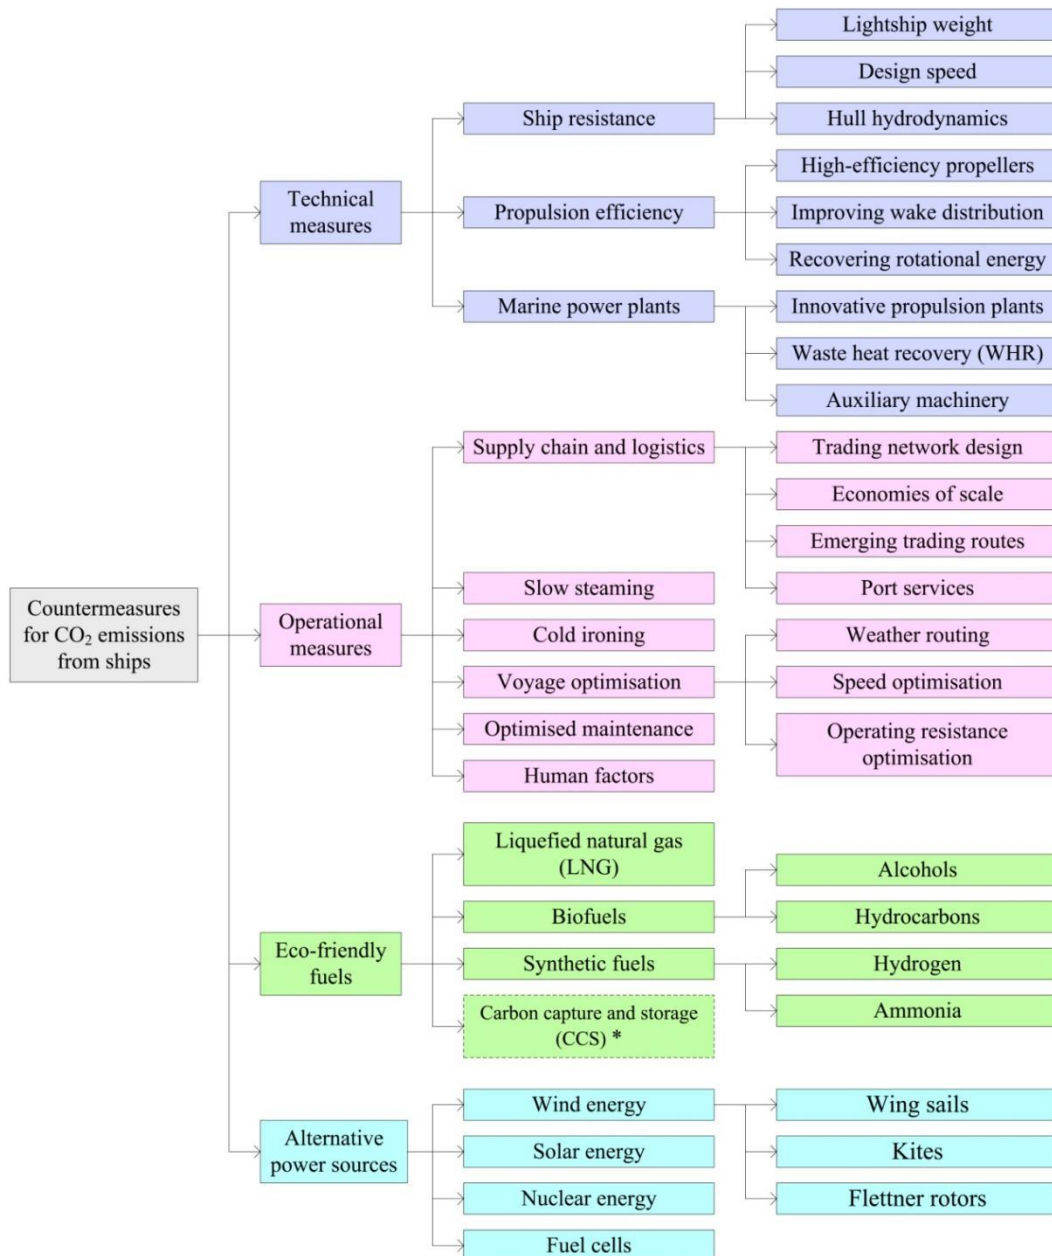 Countermeasures
for CO₂ emissions
from ships
Technical
measures
Ship resistance
Lightship weight
Design speed
Hull hydrodynamics
Propulsion efficiency
High-efficiency propellers
Improving wake distribution
Recovering rotational energy
Marine power plants
Innovative propulsion plants
Waste heat recovery (WHR)
Auxiliary machinery
Operational
measures
Supply chain and logistics
Trading network design
Economies of scale
Emerging trading routes
Port services
Slow steaming
Cold ironing
Voyage optimisation
Weather routing
Speed optimisation
Operating resistance
optimisation
Optimised maintenance
Human factors
Eco-friendly
fuels
Liquefied natural gas
(LNG)
Biofuels
Alcohols
Hydrocarbons
Synthetic fuels
Hydrogen
Ammonia
Carbon capture and storage
(CCS) *
Alternative
power sources
Wind energy
Wing sails
Kites
Flettner rotors
Solar energy
Nuclear energy
Fuel cells